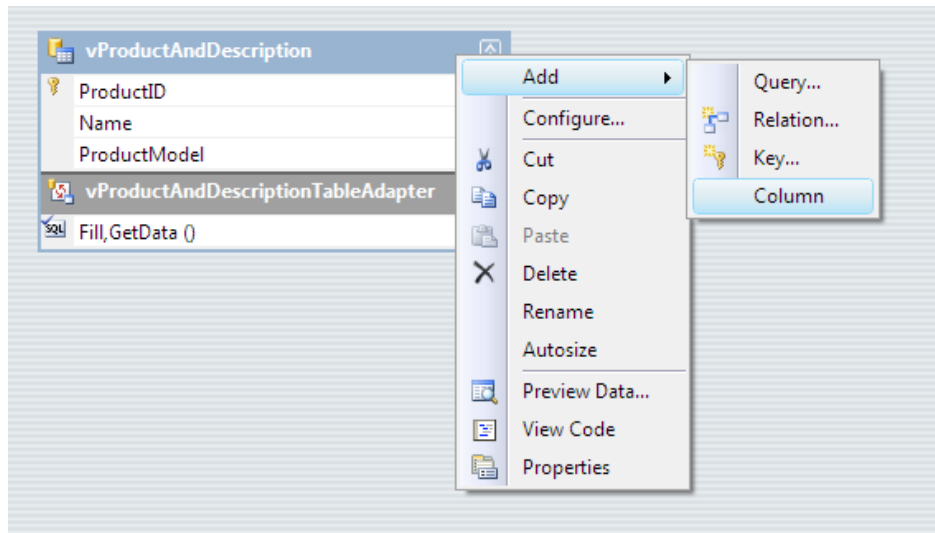 vProductAndDescription
ProductID
Name
ProductModel
vProductAndDescriptionTableAdapter
SQL Fill,GetData ()
Add
Configure...
Cut
Copy
Paste
Delete
Rename
Autosize
Preview Data...
View Code
Properties
Query...
Relation...
Key...
Column